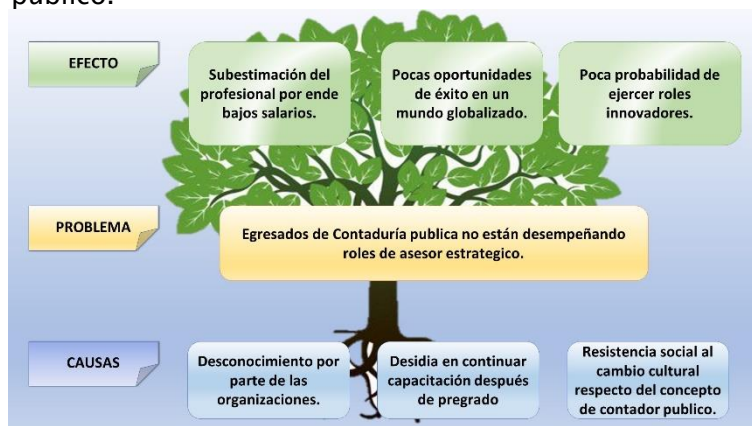 publico.
EFECTO
Subestimación del
profesional por ende
bajos salarios.
Pocas oportunidades
de éxito en un
mundo globalizado.
Poca probabilidad de
ejercer roles
innovadores.
PROBLEMA
Egresados de Contaduría publica no están desempeñando
roles de asesor estrategico.
CAUSAS
Desconocimiento por
parte de las
organizaciones.
Desidia en continuar
capacitación después
de pregrado
Resistencia social al
cambio cultural
respecto del concepto
de contador publico.